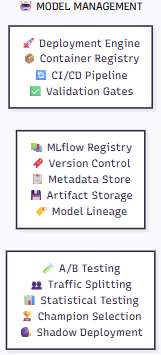 MODEL MANAGEMENT
🚀 Deployment Engine
📦 Container Registry
🔄 CI/CD Pipeline
✅ Validation Gates
📚 MLflow Registry
🔖 Version Control
📋 Metadata Store
💾 Artifact Storage
🏷️ Model Lineage
🧪 A/B Testing
👥 Traffic Splitting
📊 Statistical Testing
🏆 Champion Selection
🌑 Shadow Deployment